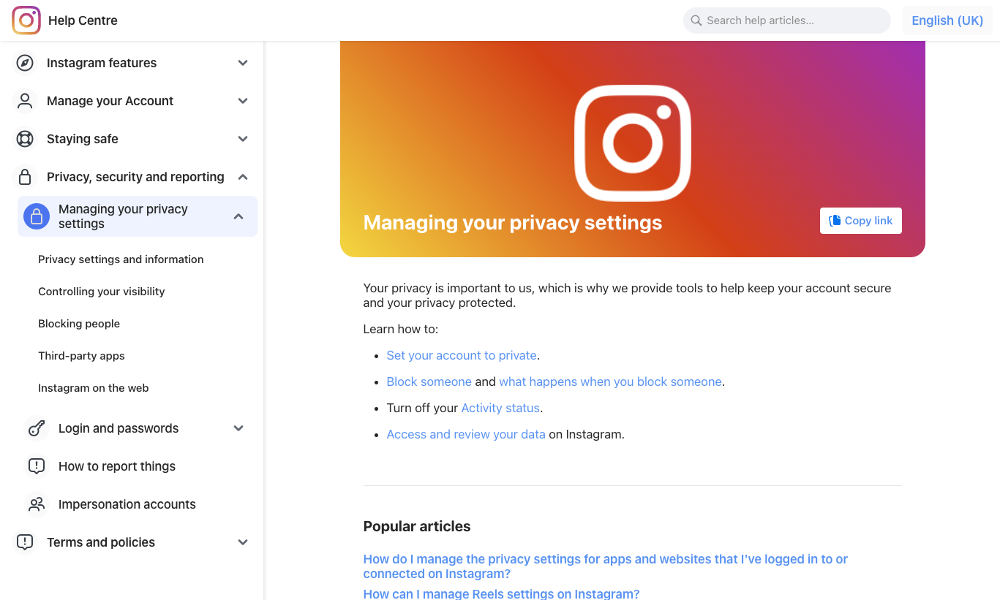 Help Centre
Search help articles...
English (UK)
Instagram features
Manage your Account
Staying safe
Privacy, security and reporting
Managing your privacy
settings
Privacy settings and information
Controlling your visibility
Blocking people
Third-party apps
Instagram on the web
Login and passwords
How to report things
Impersonation accounts
Terms and policies
Managing your privacy settings
Copy link
Your privacy is important to us, which is why we provide tools to help keep your account secure
and your privacy protected.
Learn how to:
• Set your account to private.
• Block someone and what happens when you block someone.
• Turn off your Activity status.
• Access and review your data on Instagram.
Popular articles
How do I manage the privacy settings for apps and websites that I've logged in to or
connected on Instagram?
How can I manage Reels settings on Instagram?